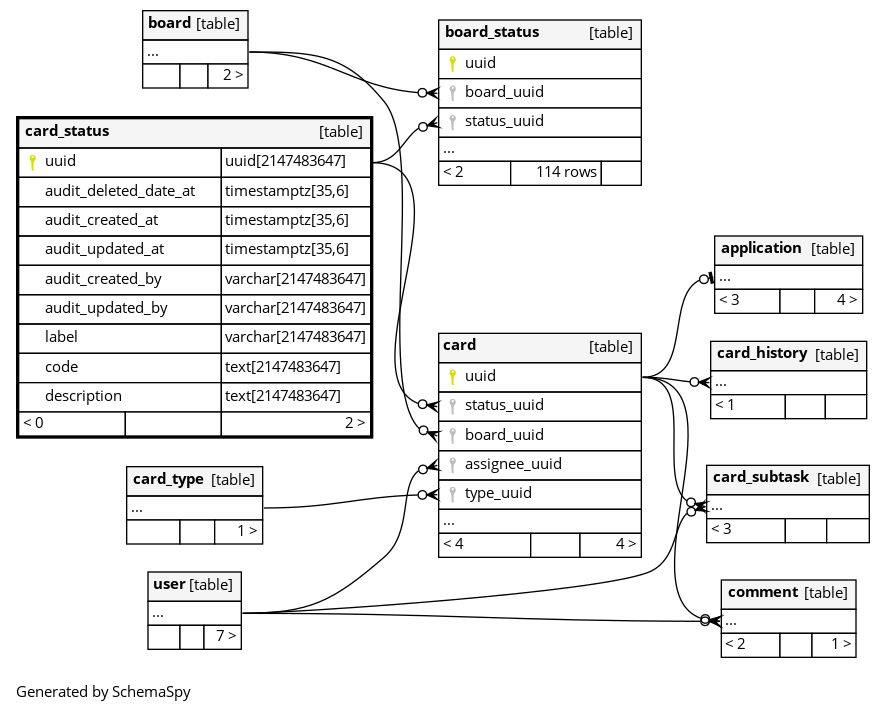 board [table]
...
2 >
board_status [table]
uuid
board_uuid
status_uuid
...
< 2 114 rows
card_status [table]
uuid uuid[2147483647]
audit_deleted_date_at timestamptz[35,6]
audit_created_at timestamptz[35,6]
audit_updated_at timestamptz[35,6]
audit_created_by varchar[2147483647]
audit_updated_by varchar[2147483647]
label varchar[2147483647]
code text[2147483647]
description text[2147483647]
< 0 2 >
application [table]
...
< 3 4 >
card [table]
uuid
status_uuid
board_uuid
assignee_uuid
type_uuid
...
< 4 4 >
card_history [table]
...
< 1
card_type [table]
...
1 >
card_subtask [table]
...
< 3
user [table]
...
7 >
comment [table]
...
< 2 1 >
Generated by SchemaSpy